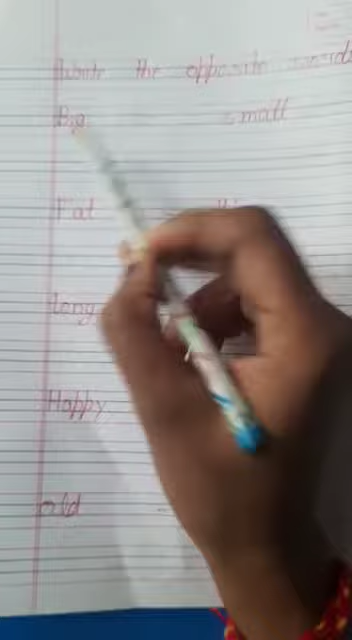 Write the opposite words
Big small
Fat
long
Happy
old -